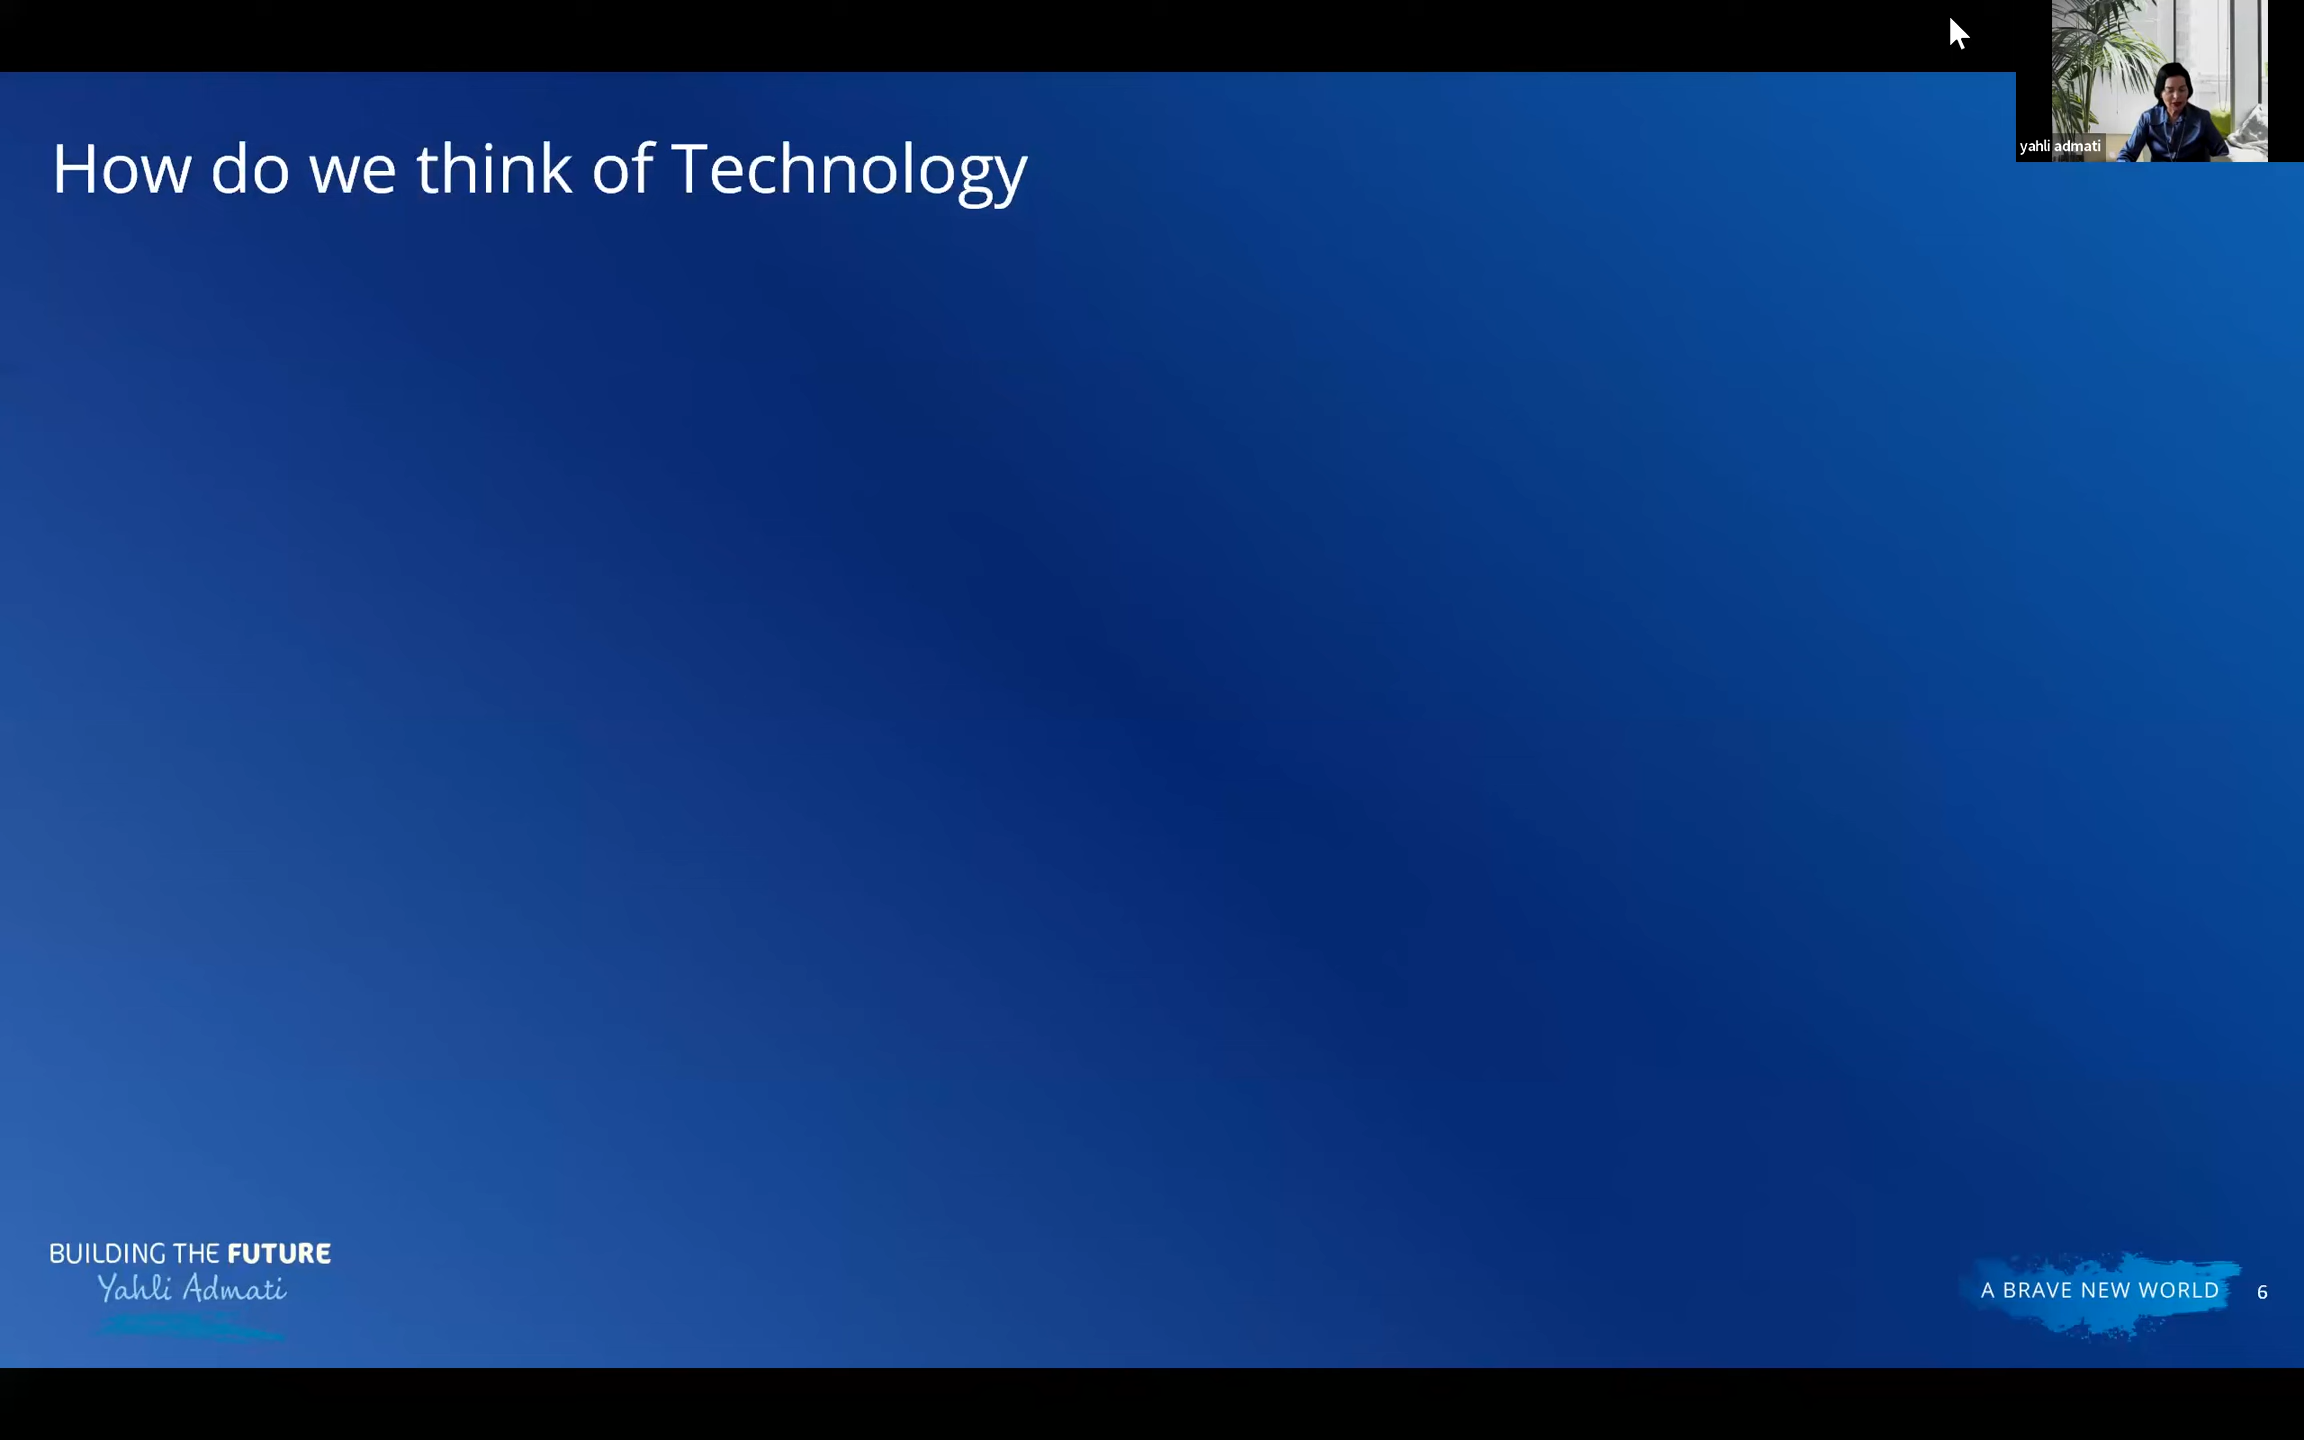 yahli admati
How do we think of Technology
BUILDING THE FUTURE
Yahli Admati
A BRAVE NEW WORLD
6